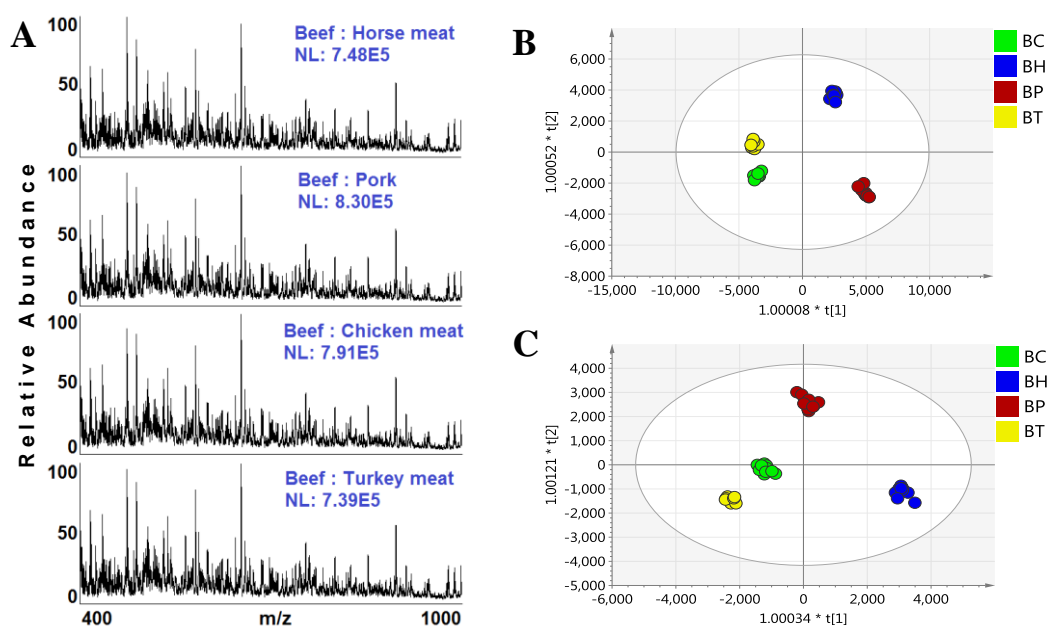 A
Relative Abundance
100
50
0
Beef : Horse meat
NL: 7.48E5
100
50
0
Beef : Pork
NL: 8.30E5
100
50
0
Beef : Chicken meat
NL: 7.91E5
100
50
0
Beef : Turkey meat
NL: 7.39E5
400 m/z 1000
B
1.00052 * t[2]
6,000
4,000
2,000
0
-2,000
-4,000
-6,000
-8,000
-15,000 -10,000 -5,000 0 5,000 10,000
1.00008 * t[1]
BC
BH
BP
BT
C
1.00121 * t[2]
4,000
3,000
2,000
1,000
0
-1,000
-2,000
-3,000
-4,000
-5,000
-6,000 -4,000 -2,000 0 2,000 4,000
1.00034 * t[1]
BC
BH
BP
BT